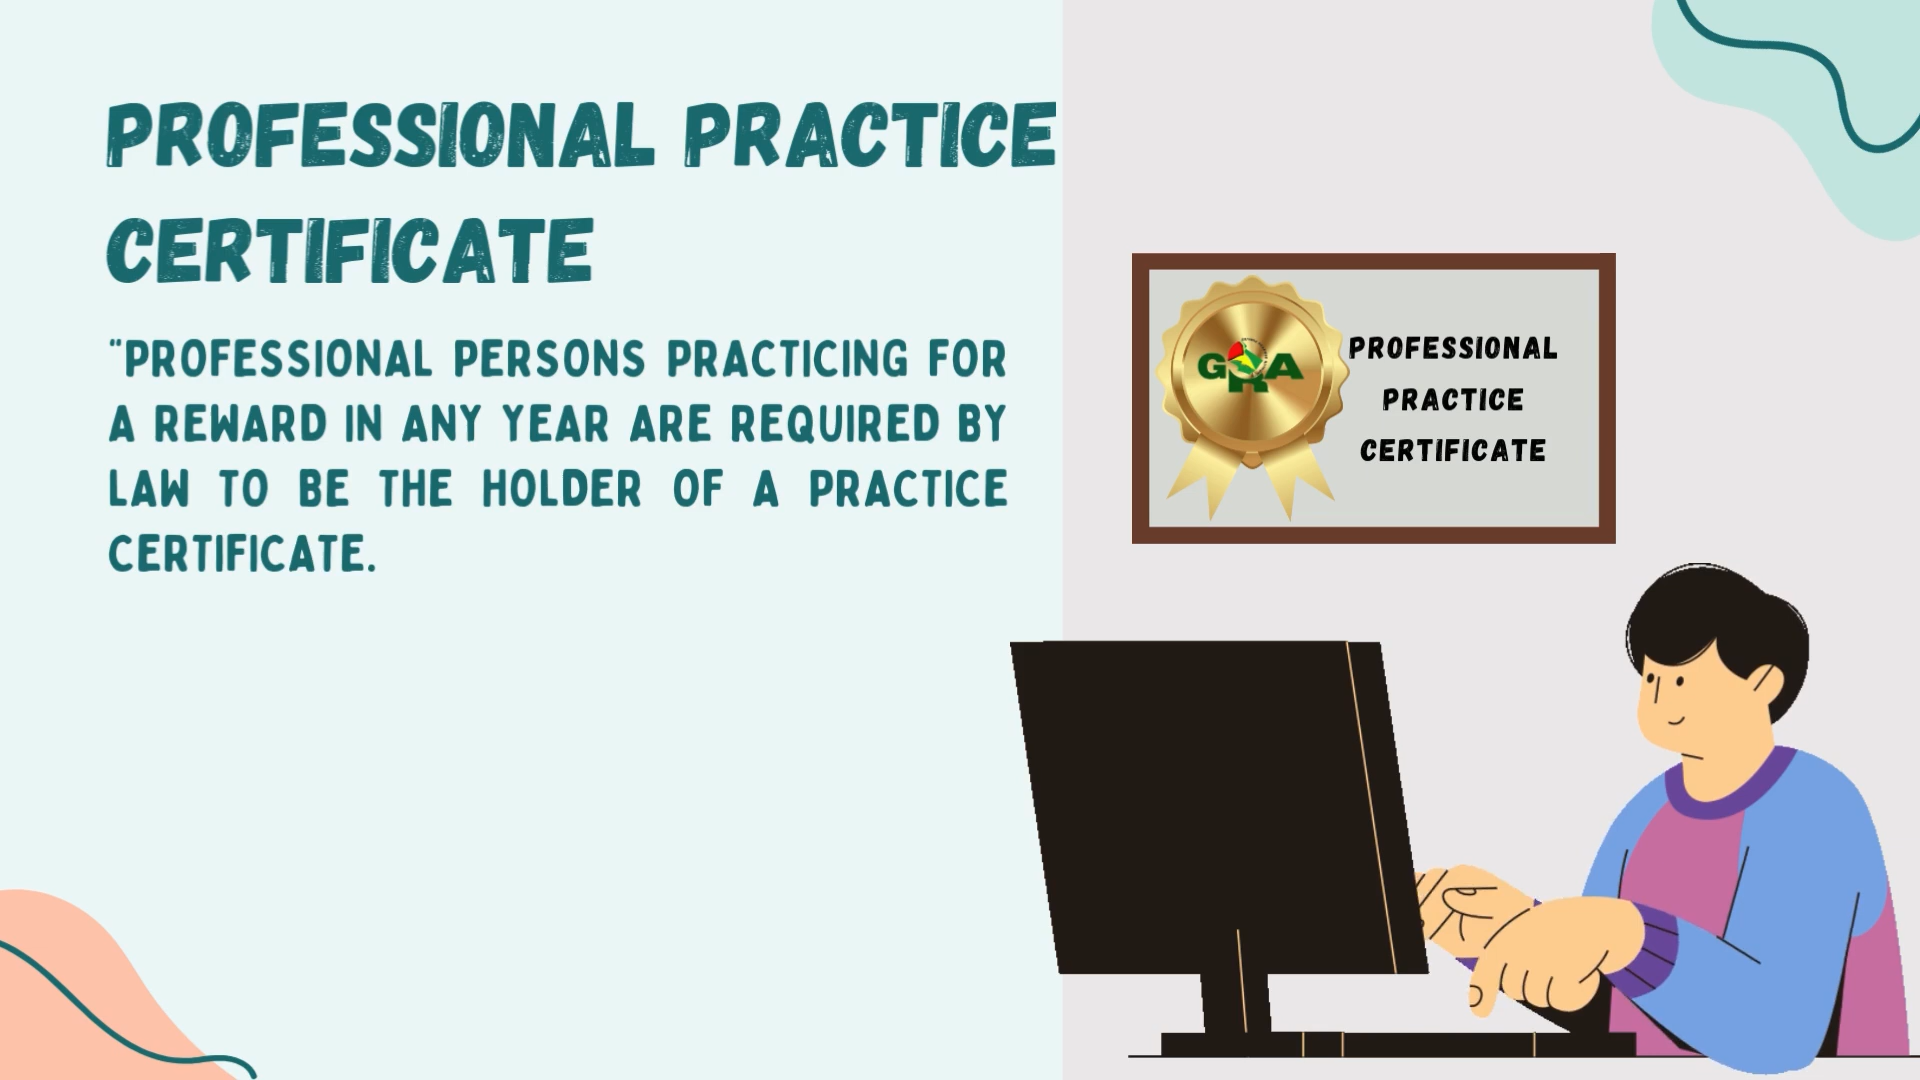 PROFESSIONAL PRACTICE
CERTIFICATE
"PROFESSIONAL PERSONS PRACTICING FOR
A REWARD IN ANY YEAR ARE REQUIRED BY
LAW TO BE THE HOLDER OF A PRACTICE
CERTIFICATE.
GRA
PROFESSIONAL
PRACTICE
CERTIFICATE